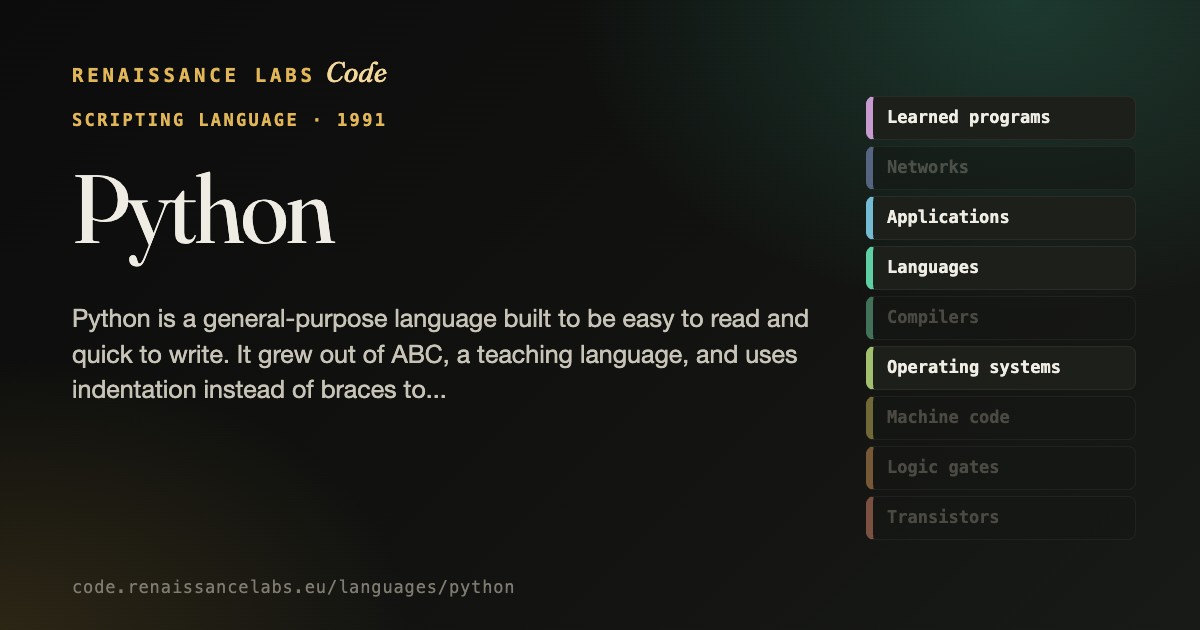 RENAISSANCE LABS Code
SCRIPTING LANGUAGE · 1991
Python
Python is a general-purpose language built to be easy to read and
quick to write. It grew out of ABC, a teaching language, and uses
indentation instead of braces to...
code.renaissancelabs.eu/languages/python
Learned programs
Networks
Applications
Languages
Compilers
Operating systems
Machine code
Logic gates
Transistors